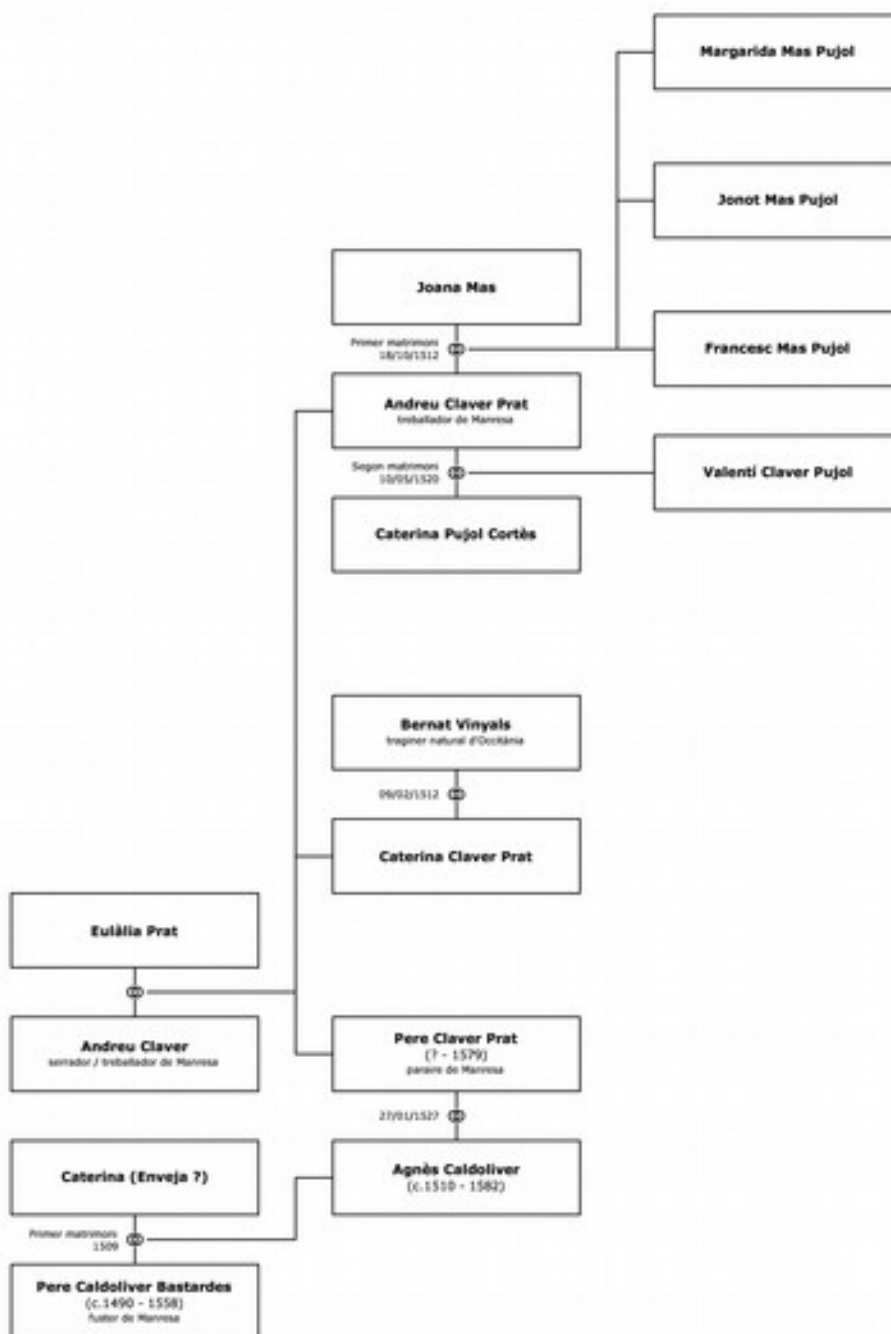 Margarida Mas Pujol
Jonot Mas Pujol
Joana Mas
Primer matrimoni
18/10/1512
Francesc Mas Pujol
Andreu Claver Prat
treballador de Manresa
Segon matrimoni
10/05/1520
Valentí Claver Pujol
Caterina Pujol Cortès
Bernat Vinyals
traginer natural d'Occitània
09/02/1512
Caterina Claver Prat
Eulàlia Prat
Andreu Claver
serrador / treballador de Manresa
Pere Claver Prat
(? - 1579)
paraire de Manresa
27/01/1527
Caterina (Enveja ?)
Agnès Caldoliver
(c.1510 - 1582)
Primer matrimoni
1509
Pere Caldoliver Bastardes
(c.1490 - 1558)
fuster de Manresa